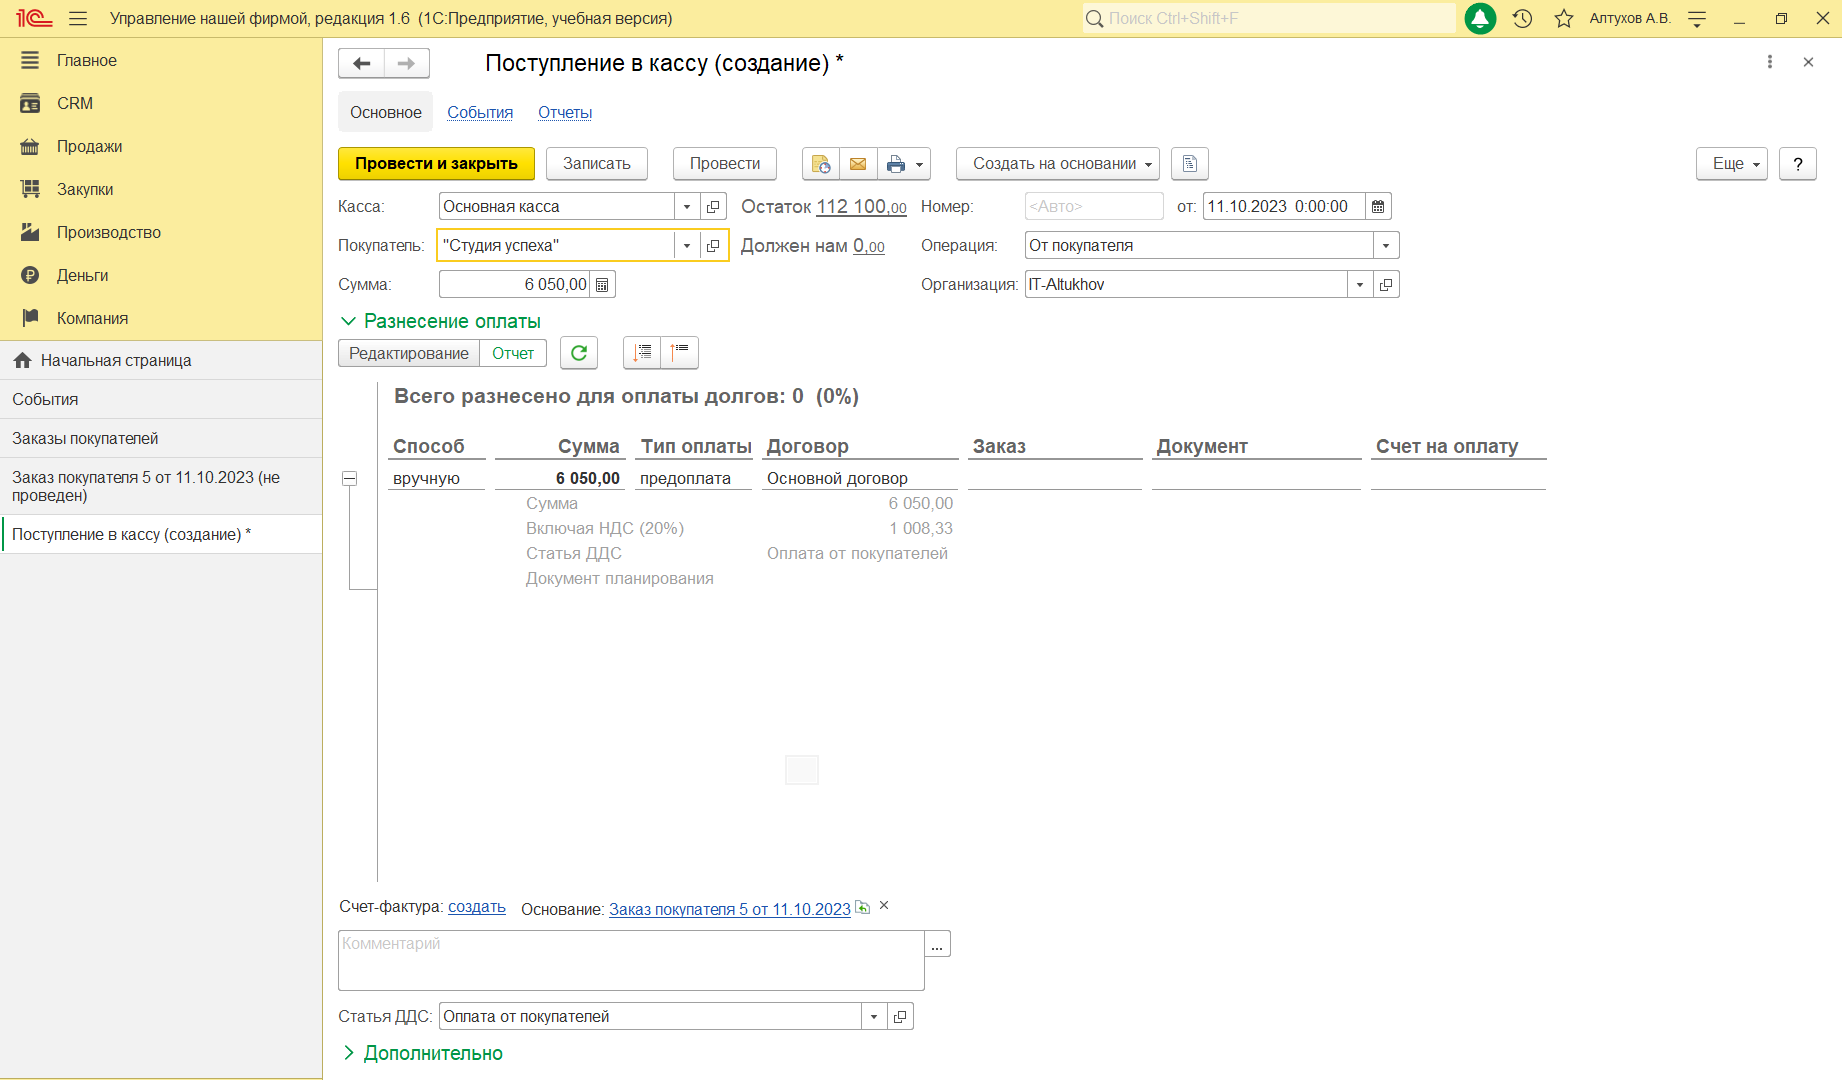 1С Управление нашей фирмой, редакция 1.6 (1С:Предприятие, учебная версия)
Поиск Ctrl+Shift+F
Алтухов А.В.
Главное
CRM
Продажи
Закупки
Производство
Деньги
Компания
Начальная страница
События
Заказы покупателей
Заказ покупателя 5 от 11.10.2023 (не
проведен)
Поступление в кассу (создание) *
Поступление в кассу (создание) *
Основное События Отчеты
Провести и закрыть Записать Провести Создать на основании Еще ?
Касса: Основная касса Остаток 112 100,00 Номер: <Авто> от: 11.10.2023 0:00:00
Покупатель: "Студия успеха" Должен нам 0,00 Операция: От покупателя
Сумма: 6 050,00 Организация: IT-Altukhov
Разнесение оплаты
Редактирование Отчет
Всего разнесено для оплаты долгов: 0 (0%)
Способ Сумма Тип оплаты Договор Заказ Документ Счет на оплату
вручную 6 050,00 предоплата Основной договор
Сумма 6 050,00
Включая НДС (20%) 1 008,33
Статья ДДС Оплата от покупателей
Документ планирования
Счет-фактура: создать Основание: Заказ покупателя 5 от 11.10.2023
Комментарий
...
Статья ДДС: Оплата от покупателей
Дополнительно